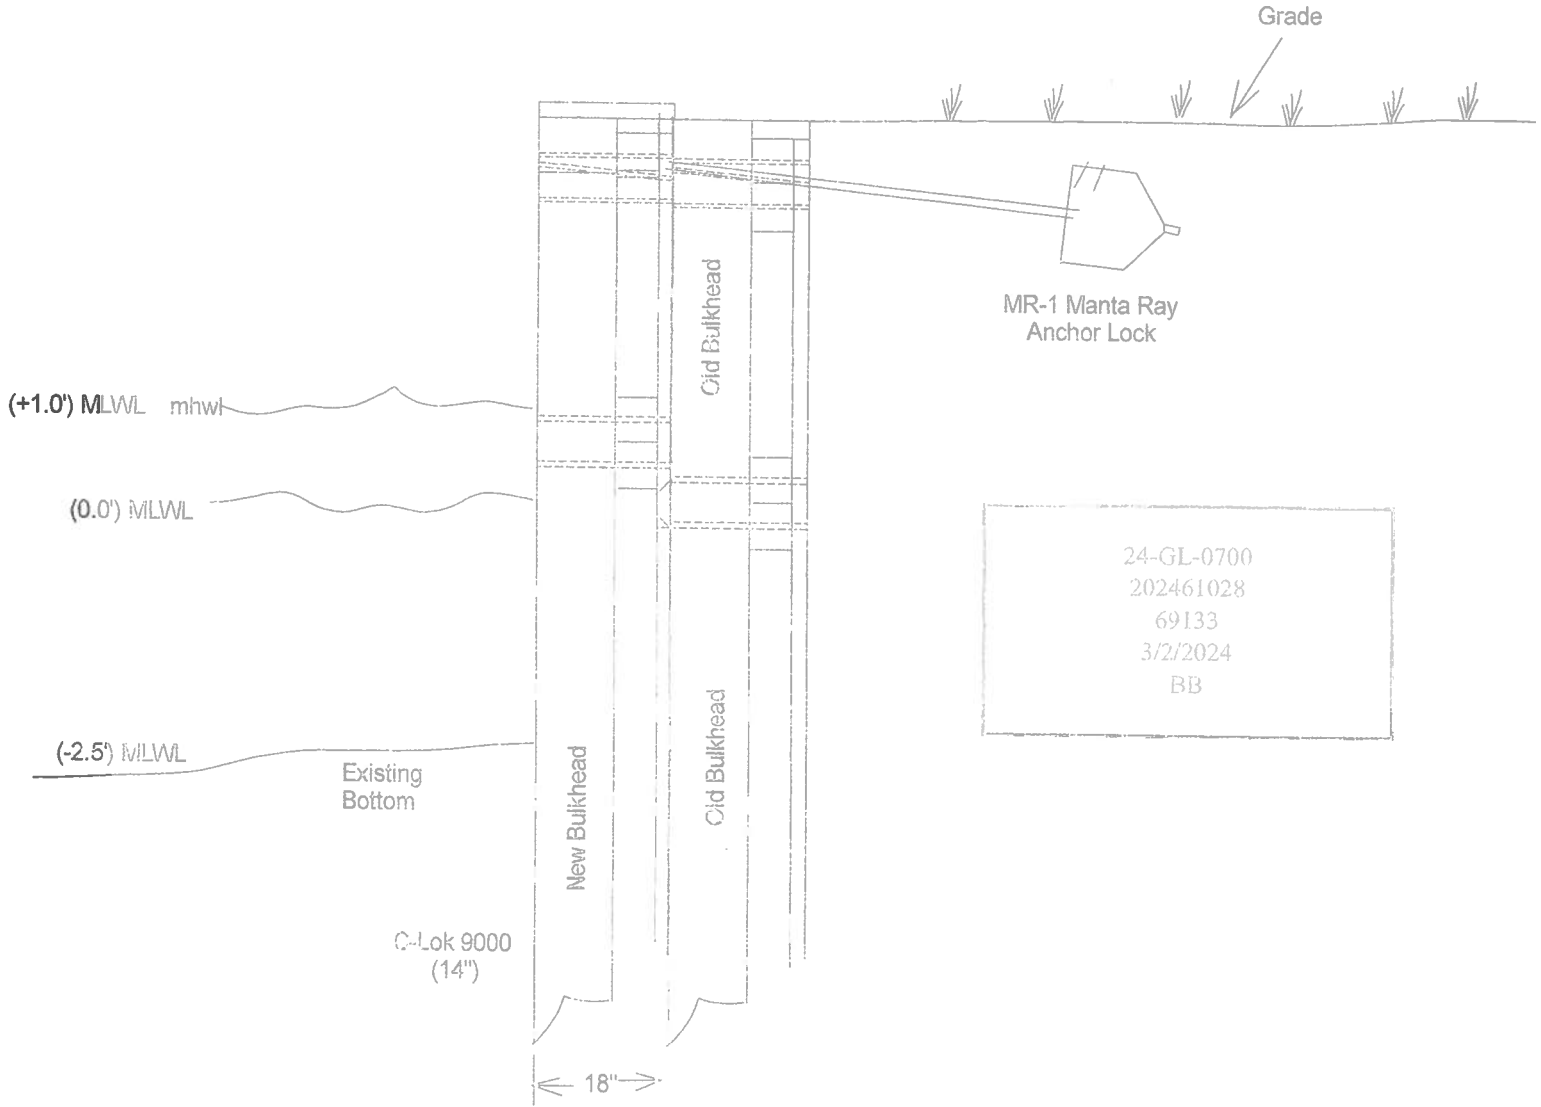 Grade
Old Bulkhead
MR-1 Manta Ray
Anchor Lock
(+1.0') MLWL mhwl
(0.0') MLWL
24-GL-0700
202461028
69133
3/2/2024
BB
(-2.5') MLWL
Existing
Bottom
New Bulkhead
Old Bulkhead
C-Lok 9000
(14")
18"